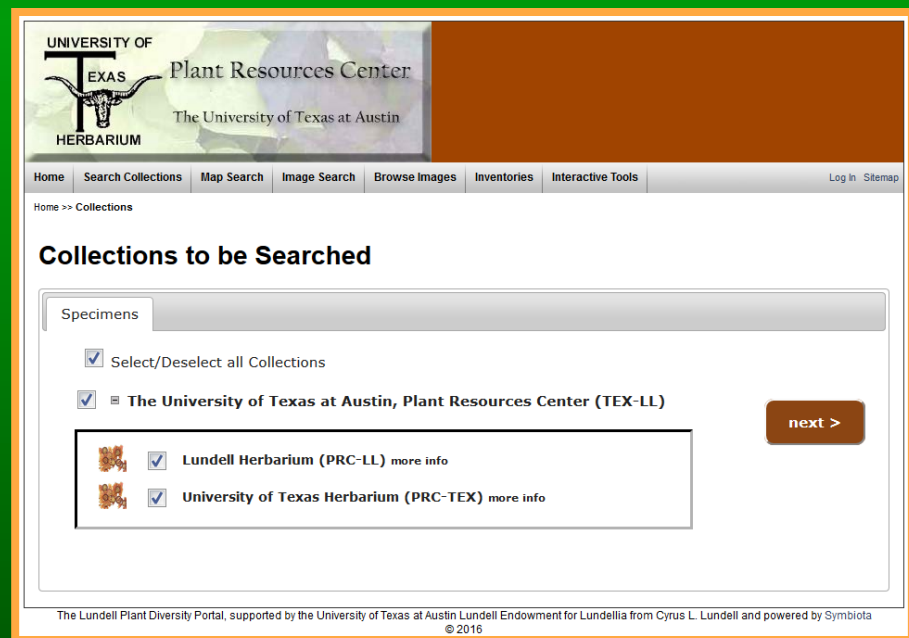 UNIVERSITY OF
TEXAS
HERBARIUM
Plant Resources Center
The University of Texas at Austin
Home Search Collections Map Search Image Search Browse Images Inventories Interactive Tools Log In Sitemap
Home >> Collections
Collections to be Searched
Specimens
Select/Deselect all Collections
The University of Texas at Austin, Plant Resources Center (TEX-LL)
next >
Lundell Herbarium (PRC-LL) more info
University of Texas Herbarium (PRC-TEX) more info
The Lundell Plant Diversity Portal, supported by the University of Texas at Austin Lundell Endowment for Lundellia from Cyrus L. Lundell and powered by Symbiota
© 2016